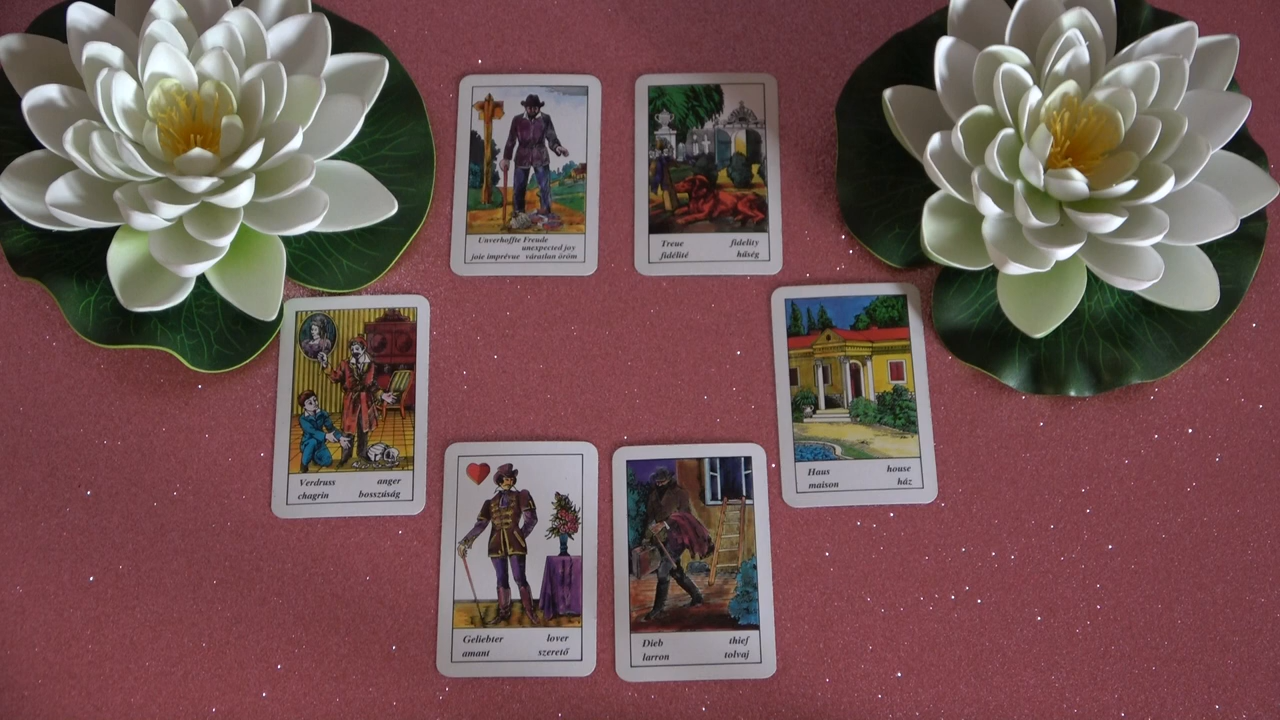 Unverhoffte Freude
unexpected joy
joie imprévue váratlan öröm
Treue fidelity
fidélité hűség
Verdruss anger
chagrin bosszúság
Haus house
maison ház
Geliebter lover
amant szerető
Dieb thief
larron tolvaj